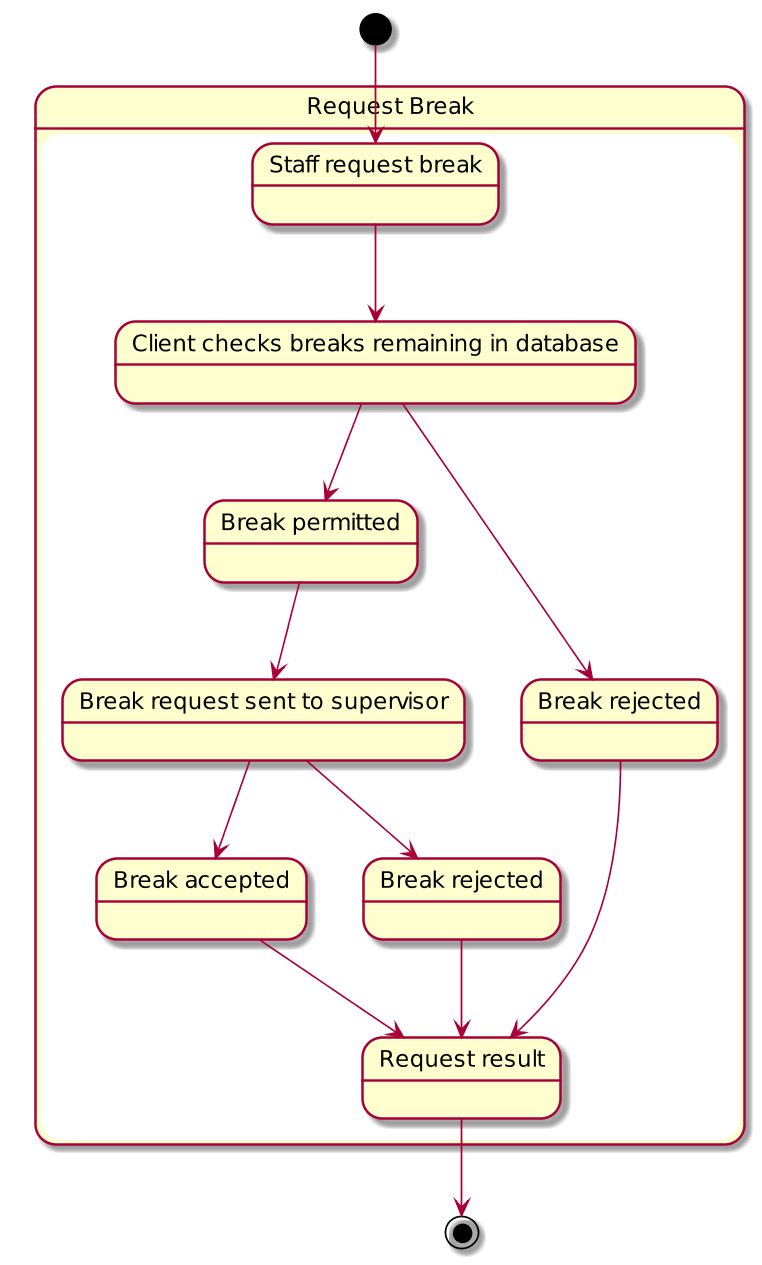 Request Break
Staff request break
Client checks breaks remaining in database
Break permitted
Break request sent to supervisor
Break rejected
Break accepted
Break rejected
Request result